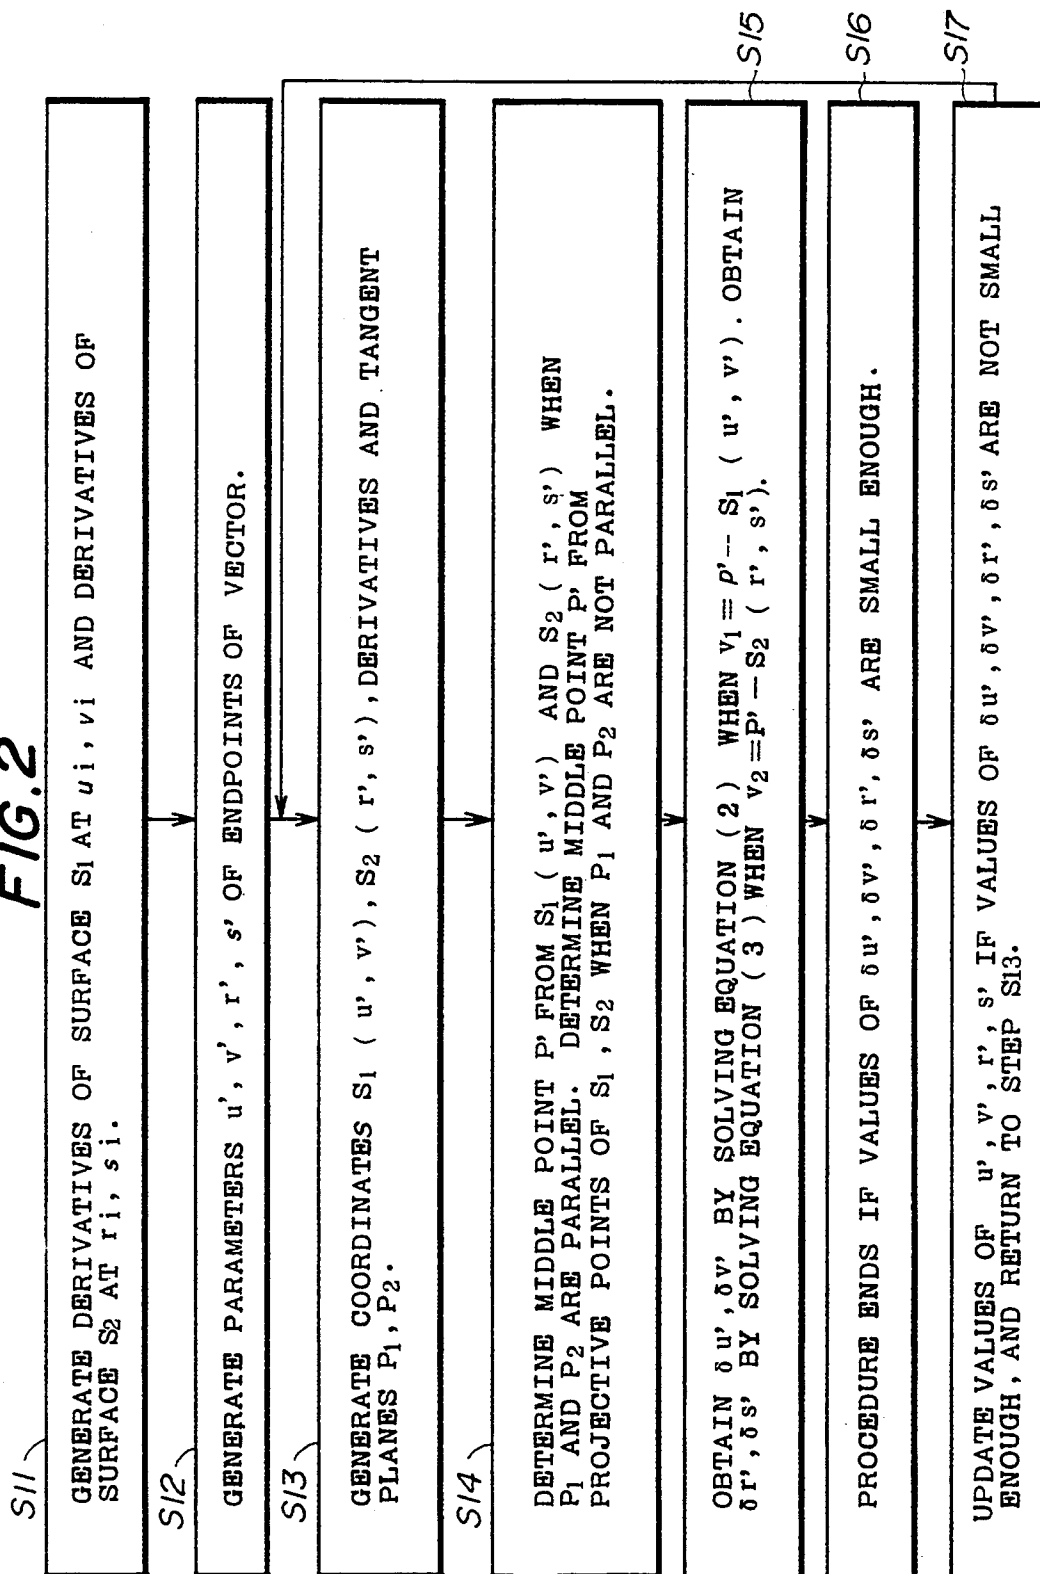 FIG.2
S11
GENERATE DERIVATIVES OF SURFACE S1 AT ui, vi AND DERIVATIVES OF
SURFACE S2 AT ri, si.
S12
GENERATE PARAMETERS u', v', r', s' OF ENDPOINTS OF VECTOR.
S13
GENERATE COORDINATES S1 ( u', v'), S2 ( r', s'), DERIVATIVES AND TANGENT
PLANES P1, P2.
S14
DETERMINE MIDDLE POINT P' FROM S1 ( u', v') AND S2 ( r', s') WHEN
P1 AND P2 ARE PARALLEL. DETERMINE MIDDLE POINT P' FROM
PROJECTIVE POINTS OF S1, S2 WHEN P1 AND P2 ARE NOT PARALLEL.
S15
OBTAIN δu', δv' BY SOLVING EQUATION (2) WHEN v1 = p' -- S1 ( u', v'). OBTAIN
δr', δs' BY SOLVING EQUATION (3) WHEN v2 = P' - S2 ( r', s').
S16
PROCEDURE ENDS IF VALUES OF δu', δv', δr', δs' ARE SMALL ENOUGH.
S17
UPDATE VALUES OF u', v', r', s' IF VALUES OF δu', δv', δr', δs' ARE NOT SMALL
ENOUGH, AND RETURN TO STEP S13.